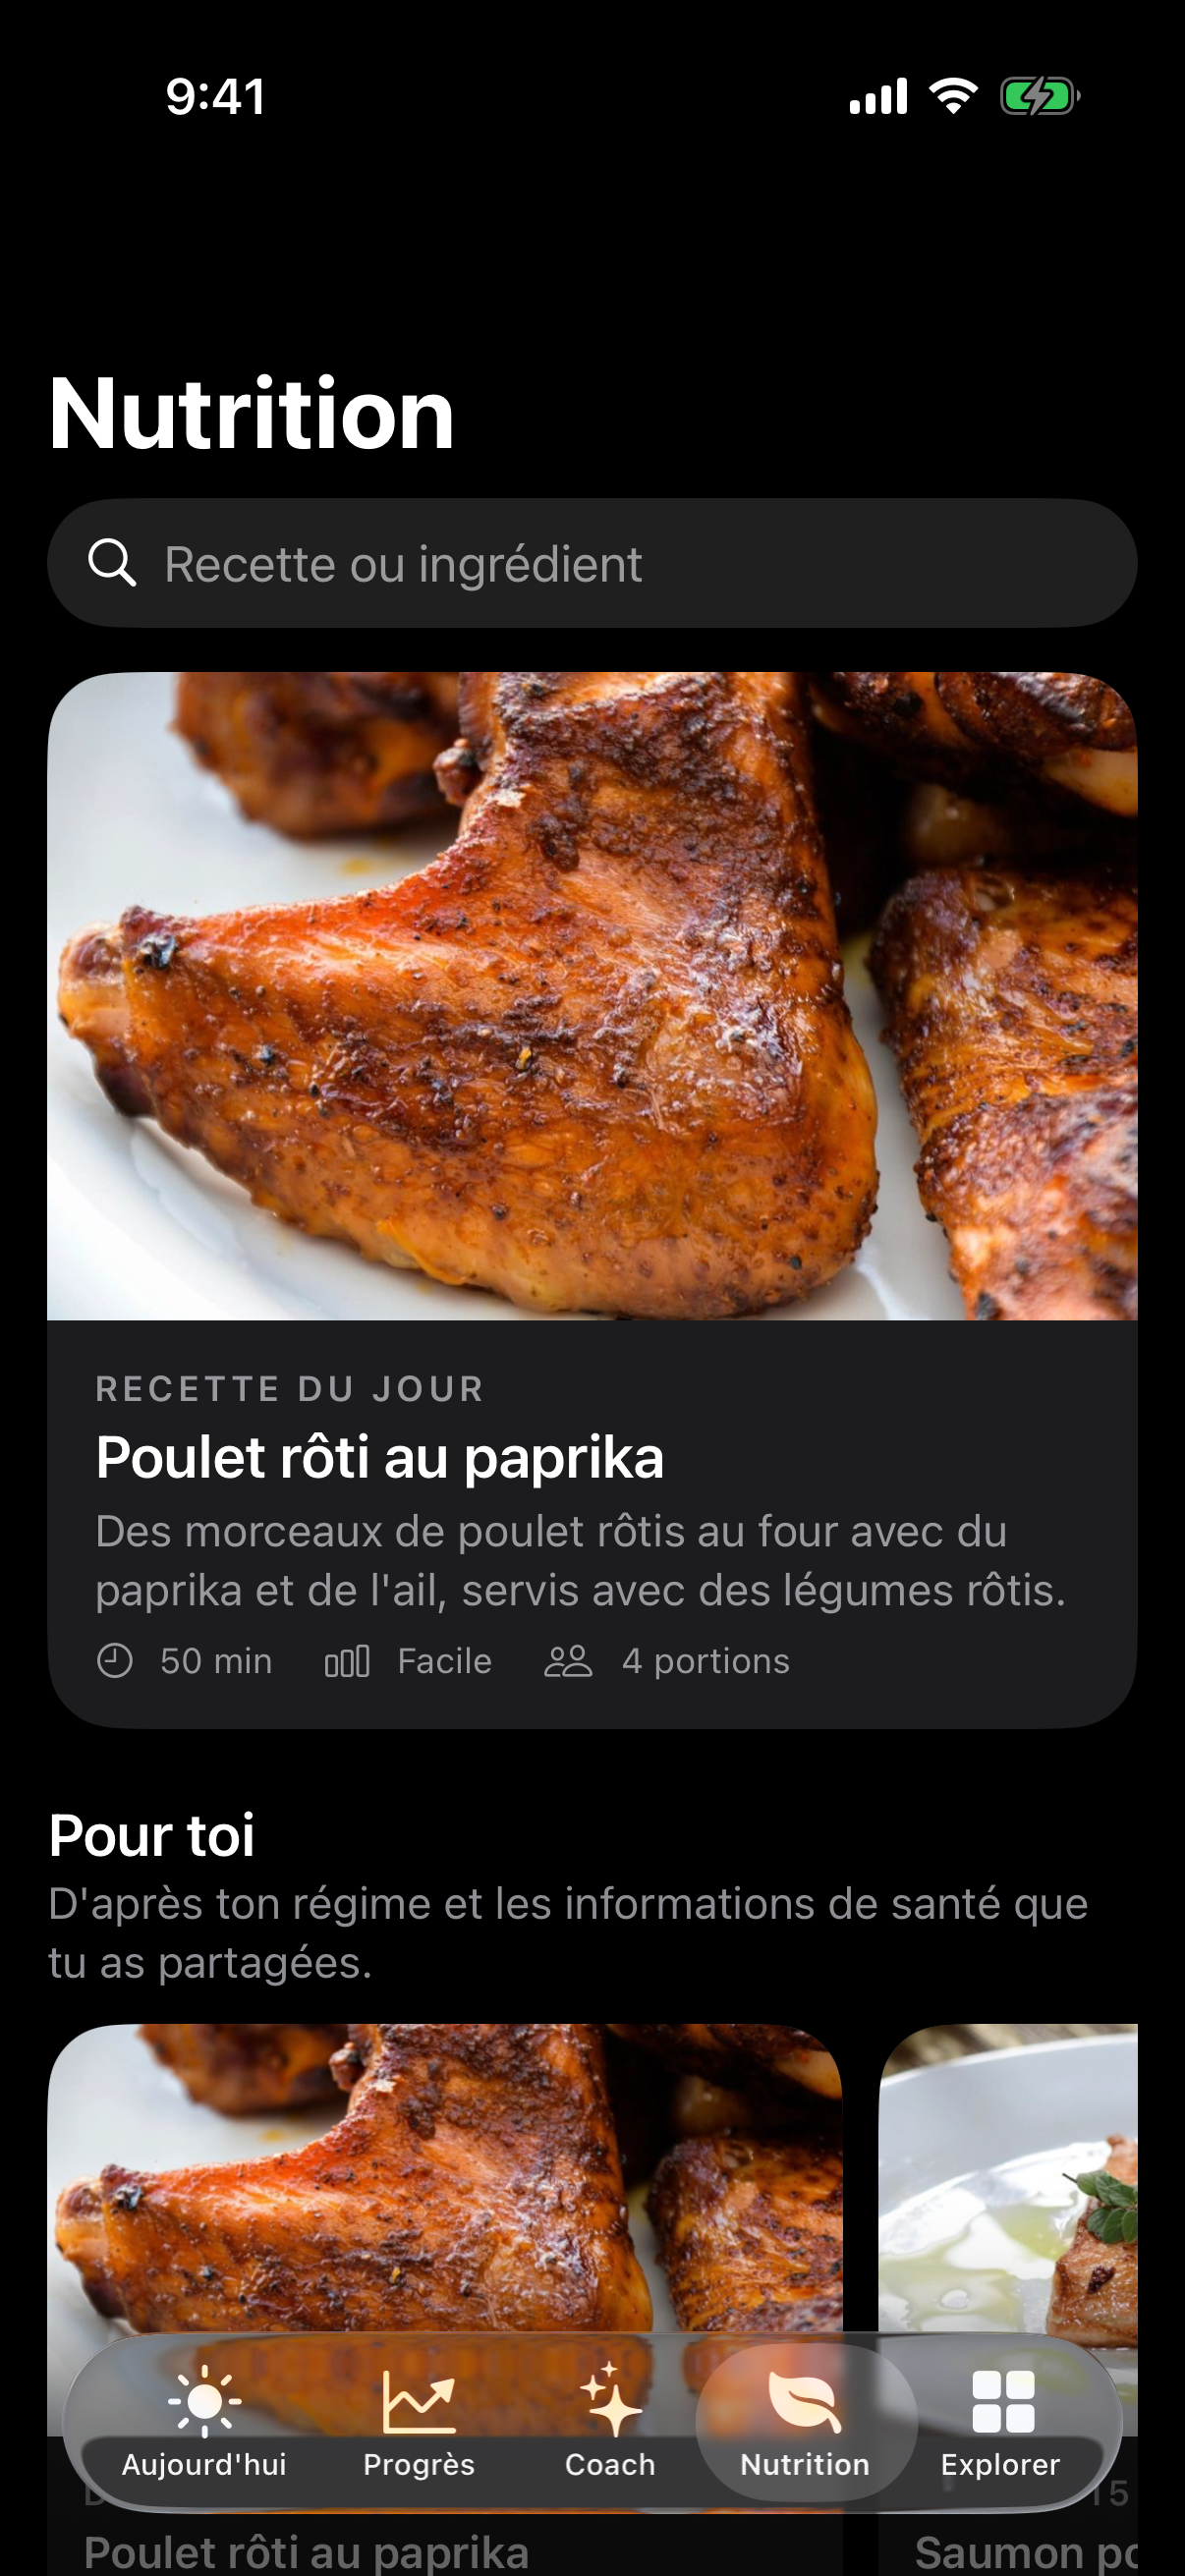 9:41
Nutrition
Recette ou ingrédient
RECETTE DU JOUR
Poulet rôti au paprika
Des morceaux de poulet rôtis au four avec du
paprika et de l'ail, servis avec des légumes rôtis.
50 min Facile 4 portions
Pour toi
D'après ton régime et les informations de santé que
tu as partagées.
Aujourd'hui Progrès Coach Nutrition Explorer
Poulet rôti au paprika
Saumon